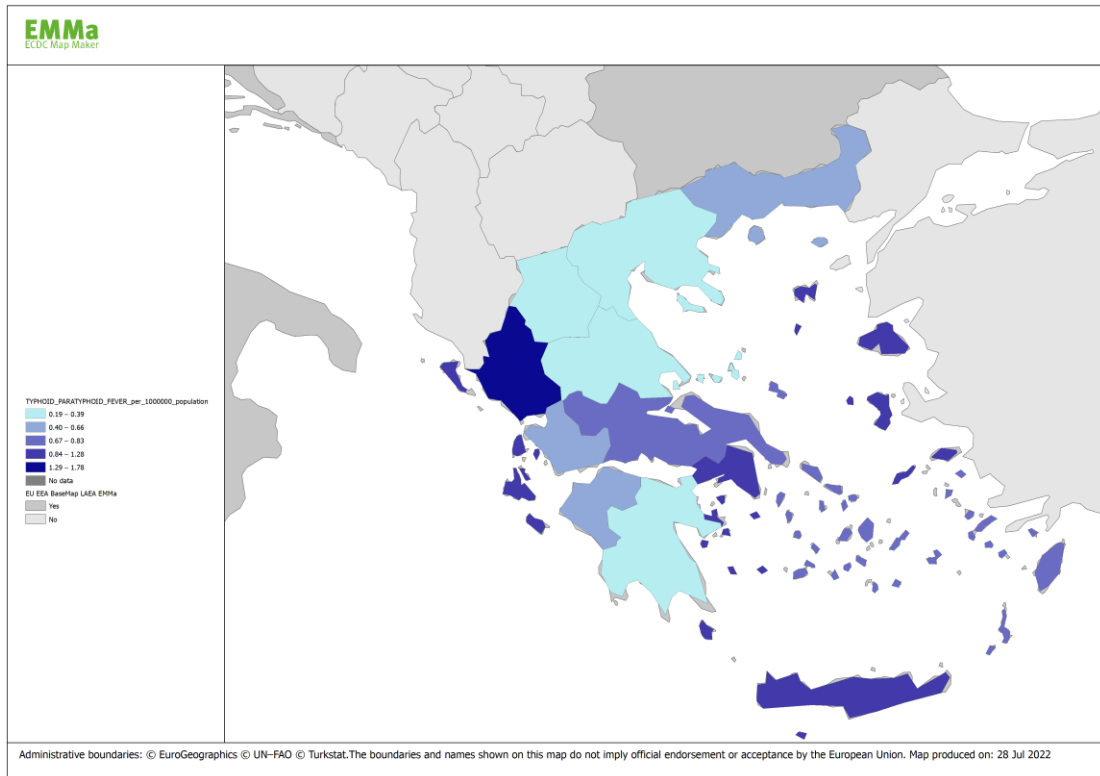 EMMa
ECDC Map Maker
TYPHOID_PARATYPHOID_FEVER_per_1000000_population
0.19 – 0.39
0.40 – 0.66
0.67 – 0.83
0.84 – 1.28
1.29 – 1.78
No data
EU EEA BaseMap LAEA EMMa
Yes
No
Administrative boundaries: © EuroGeographics © UN–FAO © Turkstat.The boundaries and names shown on this map do not imply official endorsement or acceptance by the European Union. Map produced on: 28 Jul 2022